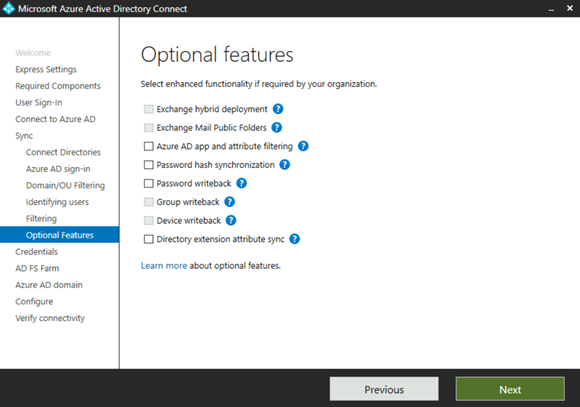 Microsoft Azure Active Directory Connect
Welcome
Express Settings
Required Components
User Sign-In
Connect to Azure AD
Sync
Connect Directories
Azure AD sign-in
Domain/OU Filtering
Identifying users
Filtering
Optional Features
Credentials
AD FS Farm
Azure AD domain
Configure
Verify connectivity
Optional features
Select enhanced functionality if required by your organization.
Exchange hybrid deployment ?
Exchange Mail Public Folders ?
Azure AD app and attribute filtering ?
Password hash synchronization ?
Password writeback ?
Group writeback ?
Device writeback ?
Directory extension attribute sync ?
Learn more about optional features.
Previous
Next